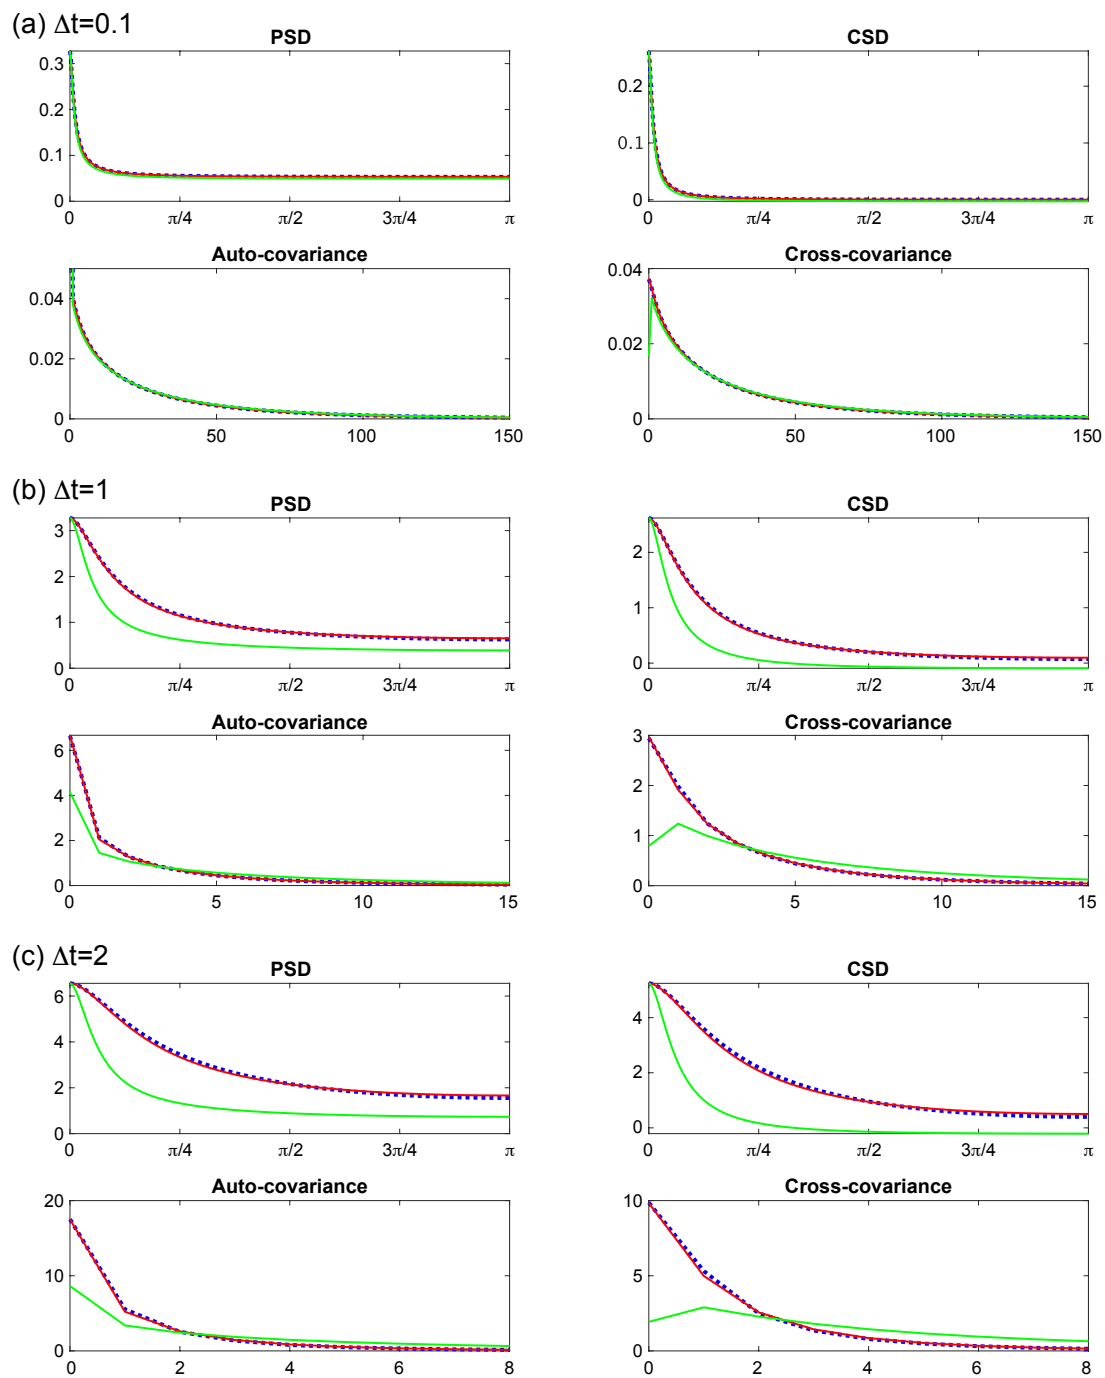 (a) Δt=0.1
PSD
CSD
0.3
0.2
0.1
0
0 π/4 π/2 3π/4 π
0.2
0.1
0
0 π/4 π/2 3π/4 π
Auto-covariance
Cross-covariance
0.04
0.02
0
0 50 100 150
0.04
0.02
0
0 50 100 150
(b) Δt=1
PSD
CSD
3
2
1
0
0 π/4 π/2 3π/4 π
2
1
0
0 π/4 π/2 3π/4 π
Auto-covariance
Cross-covariance
6
4
2
0
0 5 10 15
3
2
1
0
0 5 10 15
(c) Δt=2
PSD
CSD
6
4
2
0
0 π/4 π/2 3π/4 π
4
2
0
0 π/4 π/2 3π/4 π
Auto-covariance
Cross-covariance
20
10
0
0 2 4 6 8
10
5
0
0 2 4 6 8